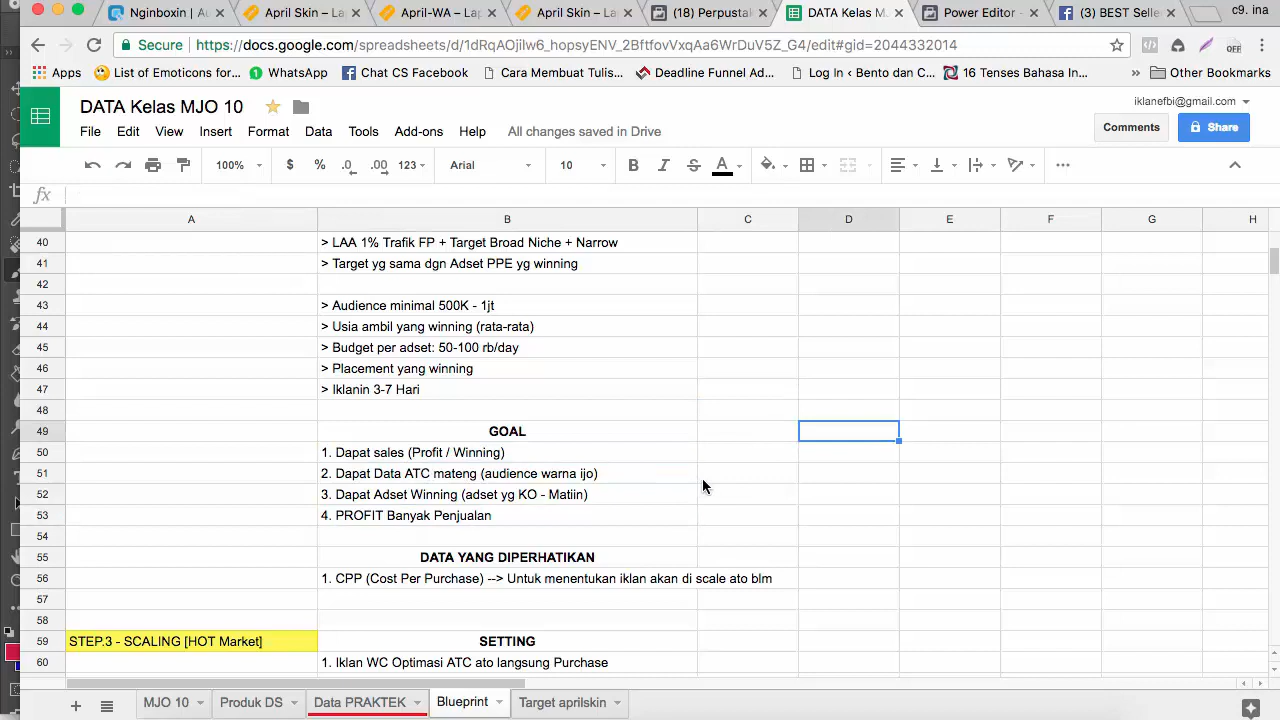 Nginboxin | Au
April Skin – Lap
April-WA – Lap
April Skin – Lap
(18) Perpustak
DATA Kelas MJ
Power Editor -
(3) BEST Selle
c9. ina
Secure
https://docs.google.com/spreadsheets/d/1dRqAOjiIw6_hopsyENV_2BftfovVxqAs6WrDuV5Z_G4/edit#gid=2044332014
OFF
Apps
List of Emoticons for...
WhatsApp
Chat CS Facebook
Cara Membuat Tulis...
Deadline Funnel Ad...
Log In ‹ Bento dan C...
16 Tenses Bahasa In...
» Other Bookmarks
DATA Kelas MJO 10
iklanefbi@gmail.com
File Edit View Insert Format Data Tools Add-ons Help All changes saved in Drive
Comments
Share
100% $ % .0 .00 123 Arial 10 B I S A
fx
A B C D E F G H
40 > LAA 1% Trafik FP + Target Broad Niche + Narrow
41 > Target yg sama dgn Adset PPE yg winning
42
43 > Audience minimal 500K - 1jt
44 > Usia ambil yang winning (rata-rata)
45 > Budget per adset: 50-100 rb/day
46 > Placement yang winning
47 > Iklanin 3-7 Hari
48
49 GOAL
50 1. Dapat sales (Profit / Winning)
51 2. Dapat Data ATC mateng (audience warna ijo)
52 3. Dapat Adset Winning (adset yg KO - Matiin)
53 4. PROFIT Banyak Penjualan
54
55 DATA YANG DIPERHATIKAN
56 1. CPP (Cost Per Purchase) --> Untuk menentukan iklan akan di scale ato blm
57
58
59 STEP.3 - SCALING [HOT Market] SETTING
60 1. Iklan WC Optimasi ATC ato langsung Purchase
MJO 10 Produk DS Data PRAKTEK Blueprint Target aprilskin